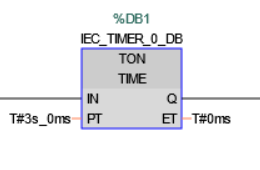 %DB1
IEC_TIMER_0_DB
TON
TIME
IN Q
T#3s_0ms PT ET T#0ms